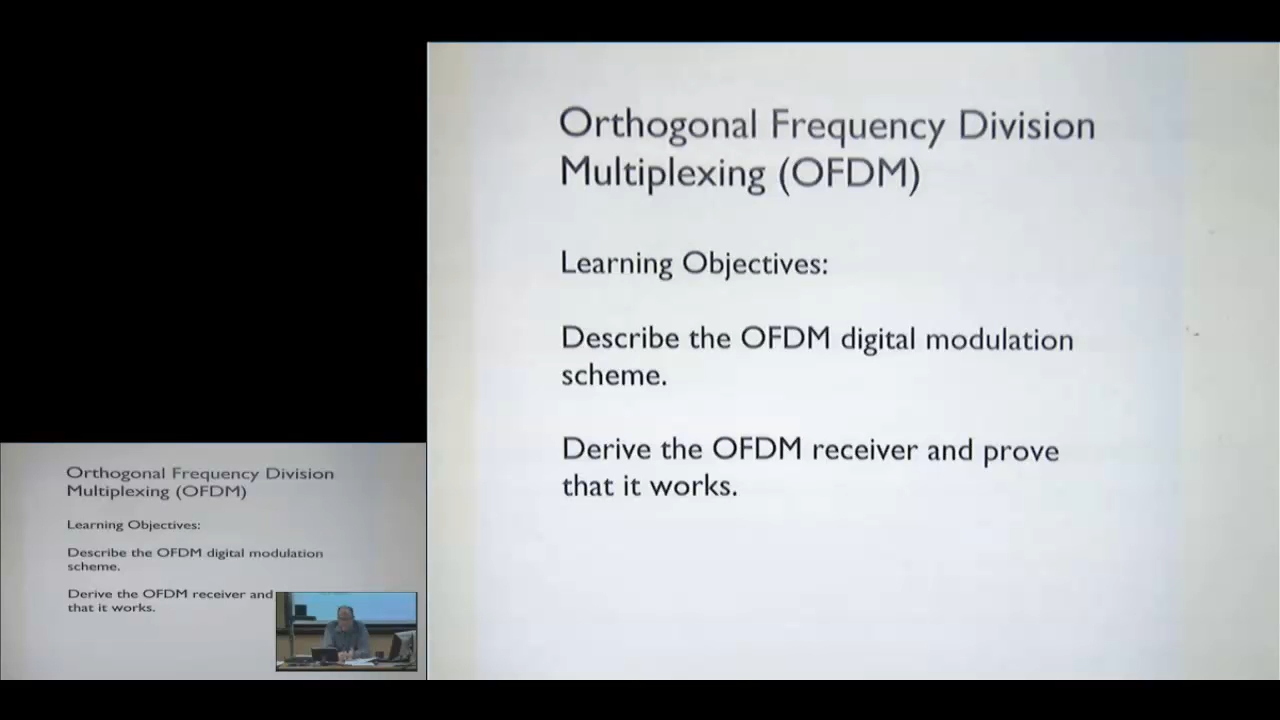 Orthogonal Frequency Division
Multiplexing (OFDM)
Learning Objectives:
Describe the OFDM digital modulation
scheme.
Derive the OFDM receiver and prove
that it works.
Orthogonal Frequency Division
Multiplexing (OFDM)
Learning Objectives:
Describe the OFDM digital modulation
scheme.
Derive the OFDM receiver and
that it works.